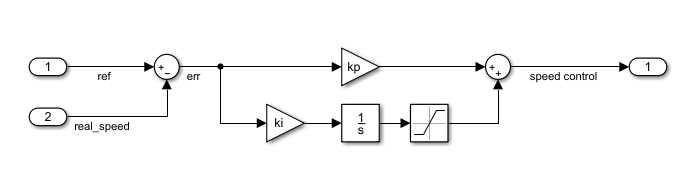 1
ref
+
−
err
kp
+
+
speed control
1
2
real_speed
ki
1
s